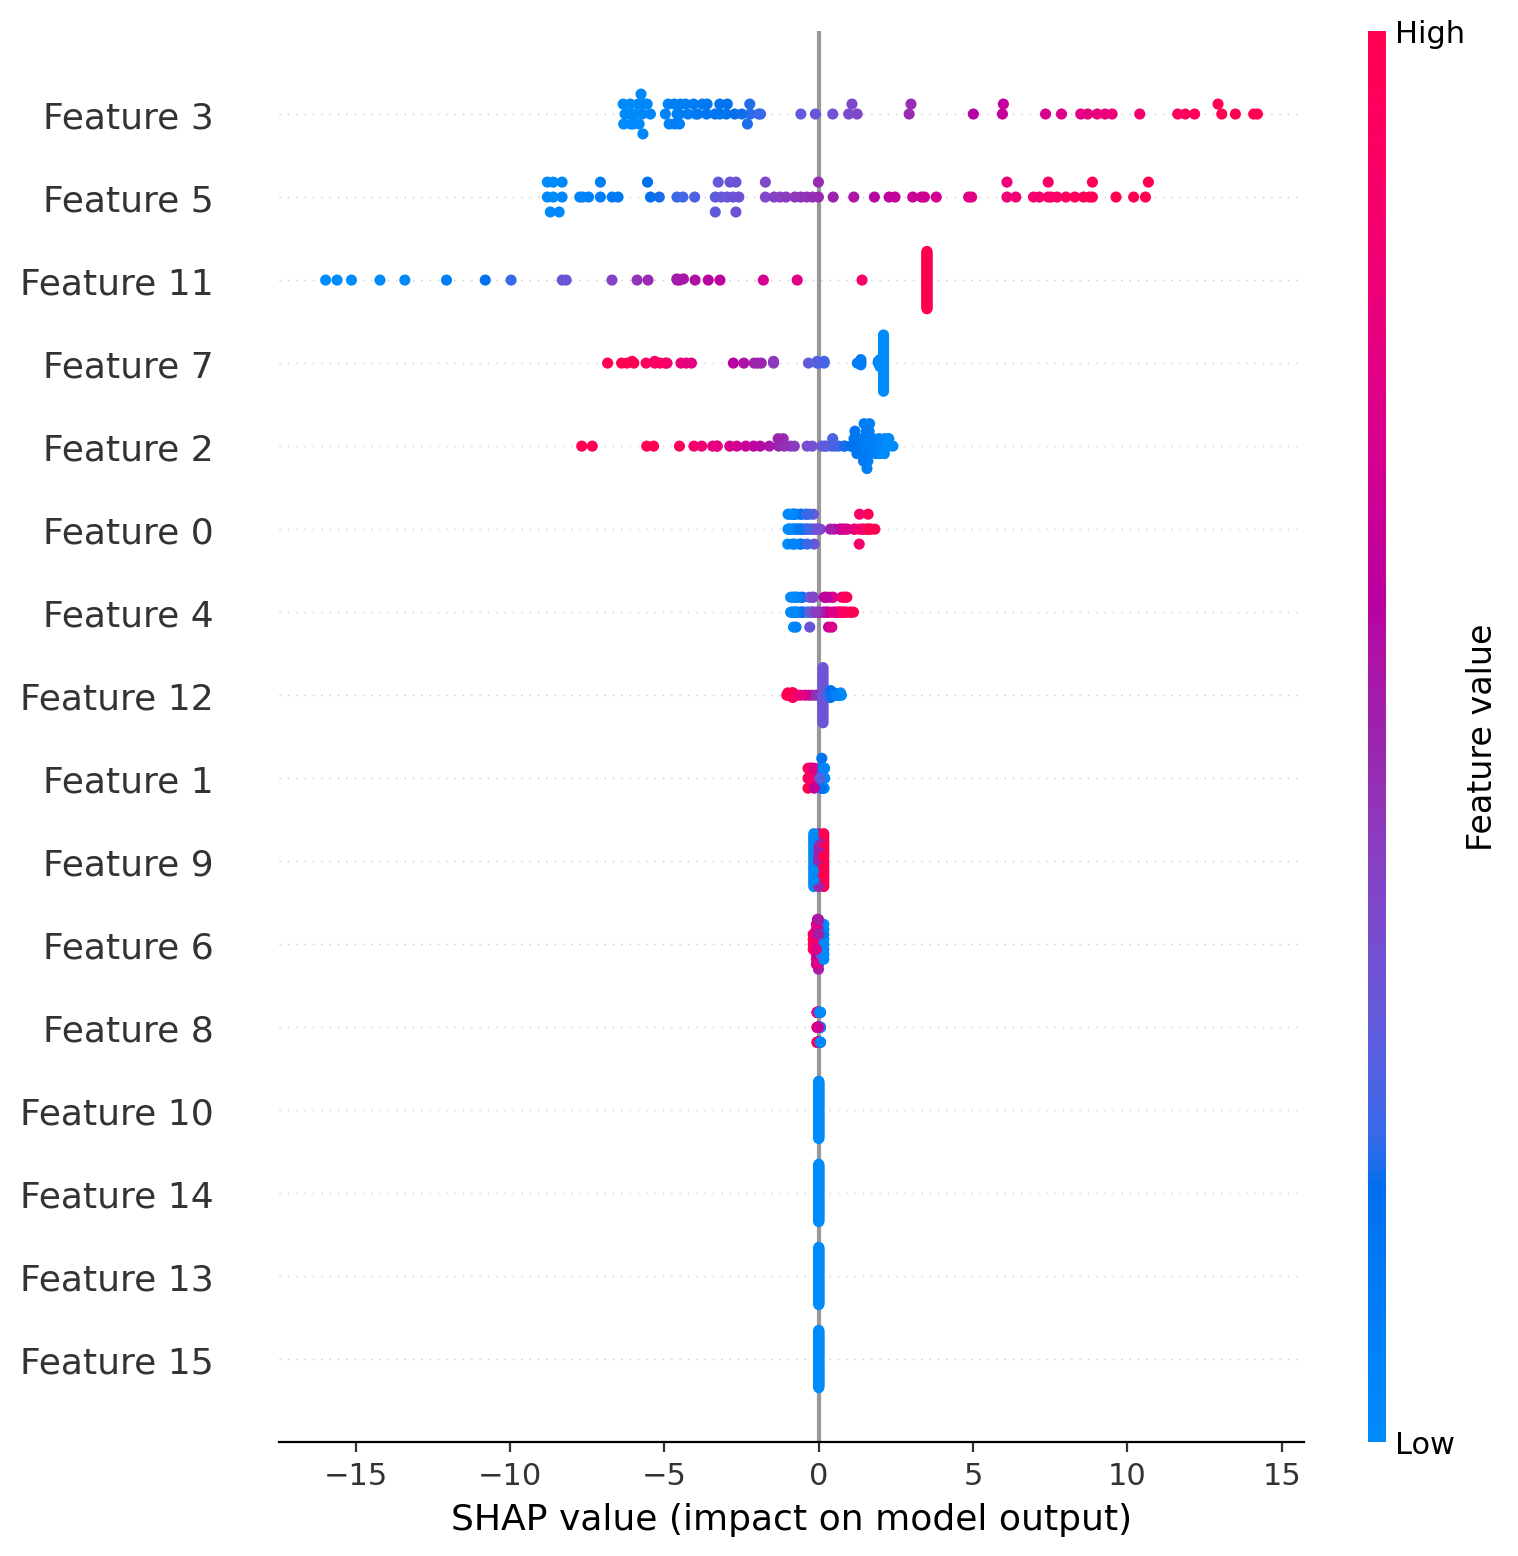 High
Feature 3
Feature 5
Feature 11
Feature 7
Feature 2
Feature 0
Feature 4
Feature 12
Feature 1
Feature 9
Feature 6
Feature 8
Feature 10
Feature 14
Feature 13
Feature 15
Feature value
Low
−15 −10 −5 0 5 10 15
SHAP value (impact on model output)